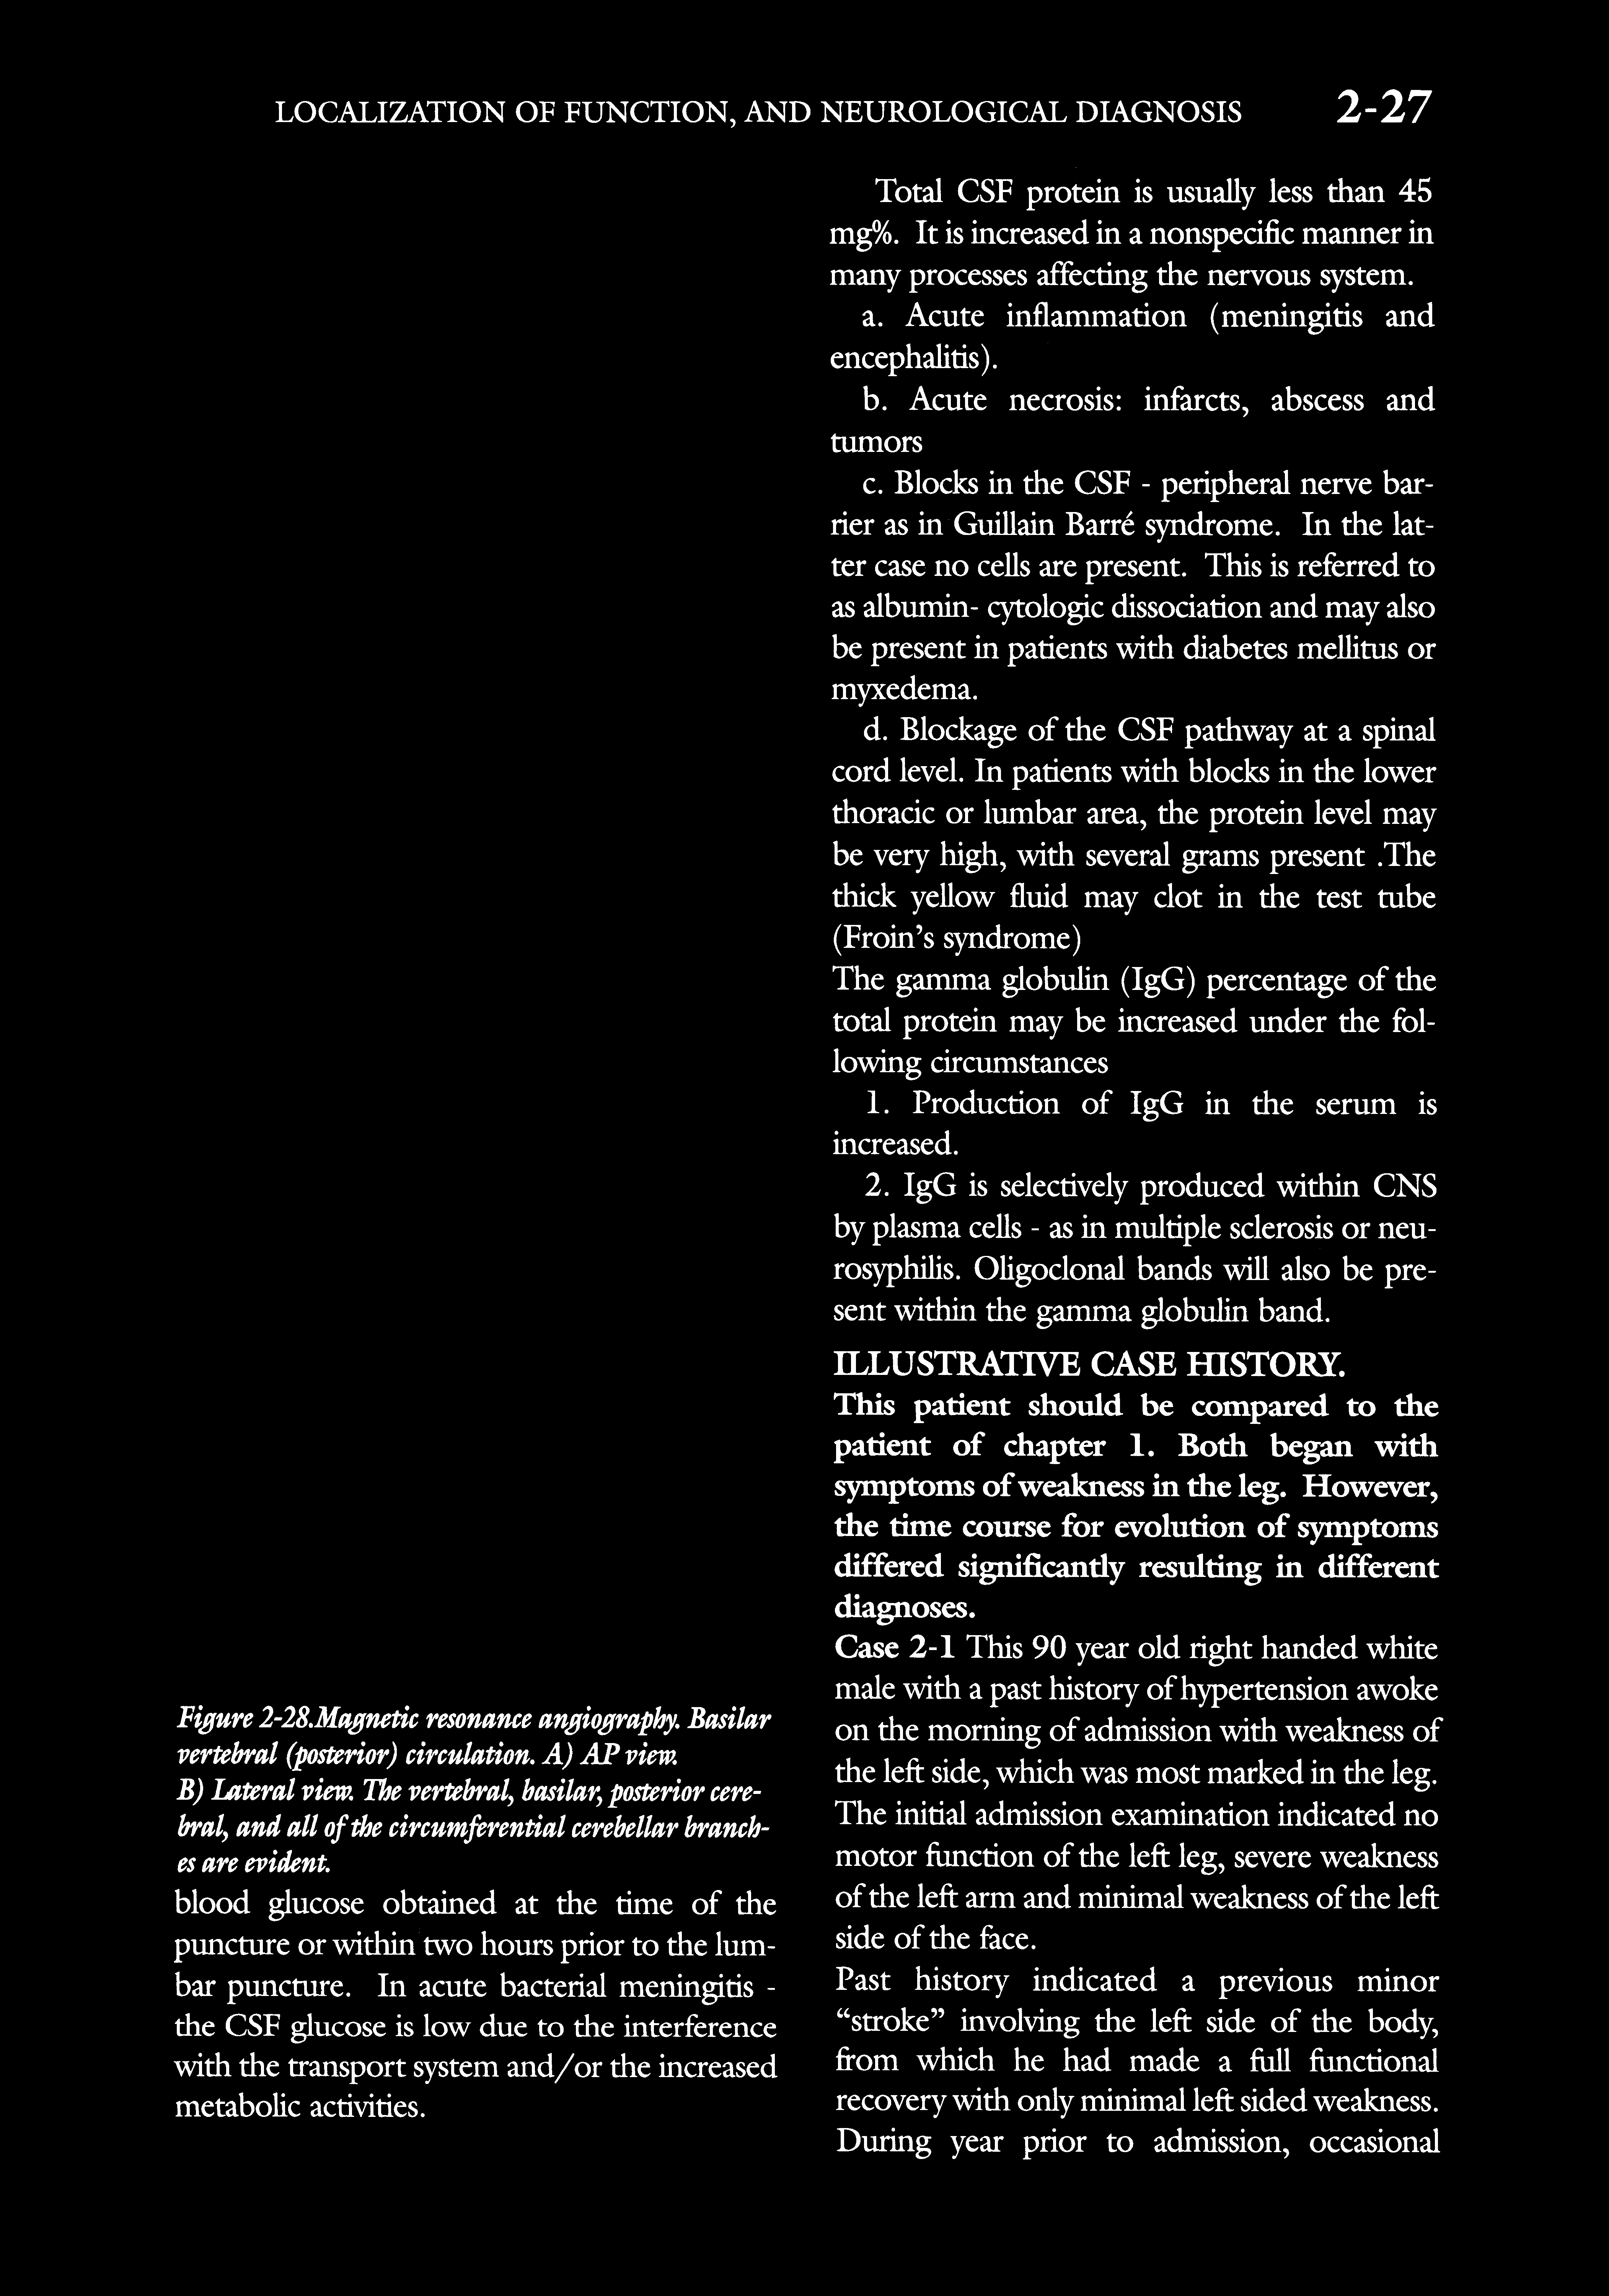 LOCALIZATION OF FUNCTION, AND NEUROLOGICAL DIAGNOSIS 2-27
Figure 2-28.Magnetic resonance angiography. Basilar
vertebral (posterior) circulation. A) AP view.
B) Lateral view. The vertebral, basilar, posterior cere-
bral, and all of the circumferential cerebellar branch-
es are evident.
blood glucose obtained at the time of the
puncture or within two hours prior to the lum-
bar puncture. In acute bacterial meningitis -
the CSF glucose is low due to the interference
with the transport system and/or the increased
metabolic activities.
Total CSF protein is usually less than 45
mg%. It is increased in a nonspecific manner in
many processes affecting the nervous system.
a. Acute inflammation (meningitis and
encephalitis).
b. Acute necrosis: infarcts, abscess and
tumors
c. Blocks in the CSF - peripheral nerve bar-
rier as in Guillain Barré syndrome. In the lat-
ter case no cells are present. This is referred to
as albumin- cytologic dissociation and may also
be present in patients with diabetes mellitus or
myxedema.
d. Blockage of the CSF pathway at a spinal
cord level. In patients with blocks in the lower
thoracic or lumbar area, the protein level may
be very high, with several grams present .The
thick yellow fluid may clot in the test tube
(Froin's syndrome)
The gamma globulin (IgG) percentage of the
total protein may be increased under the fol-
lowing circumstances
1. Production of IgG in the serum is
increased.
2. IgG is selectively produced within CNS
by plasma cells - as in multiple sclerosis or neu-
rosyphilis. Oligoclonal bands will also be pre-
sent within the gamma globulin band.
ILLUSTRATIVE CASE HISTORY.
This patient should be compared to the
patient of chapter 1. Both began with
symptoms of weakness in the leg. However,
the time course for evolution of symptoms
differed significantly resulting in different
diagnoses.
Case 2-1 This 90 year old right handed white
male with a past history of hypertension awoke
on the morning of admission with weakness of
the left side, which was most marked in the leg.
The initial admission examination indicated no
motor function of the left leg, severe weakness
of the left arm and minimal weakness of the left
side of the face.
Past history indicated a previous minor
“stroke” involving the left side of the body,
from which he had made a full functional
recovery with only minimal left sided weakness.
During year prior to admission, occasional